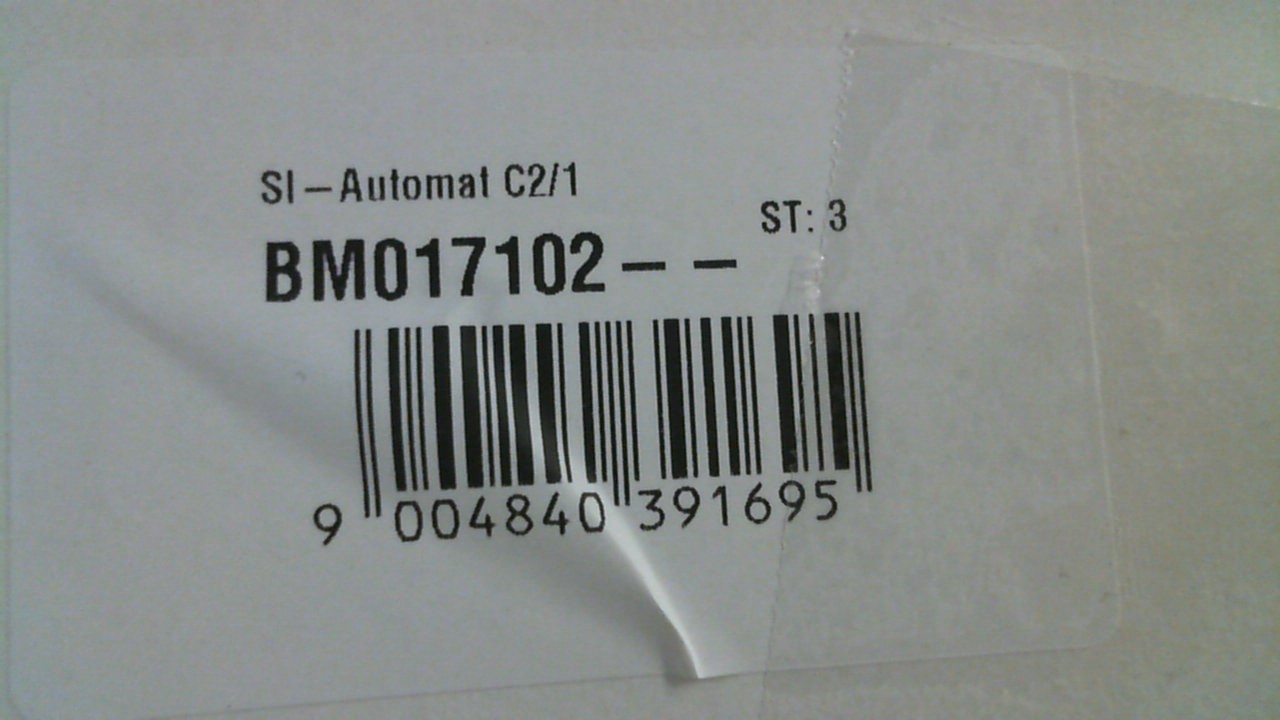 SI-Automat C2/1
ST: 3
BM017102--
9 004840 391695